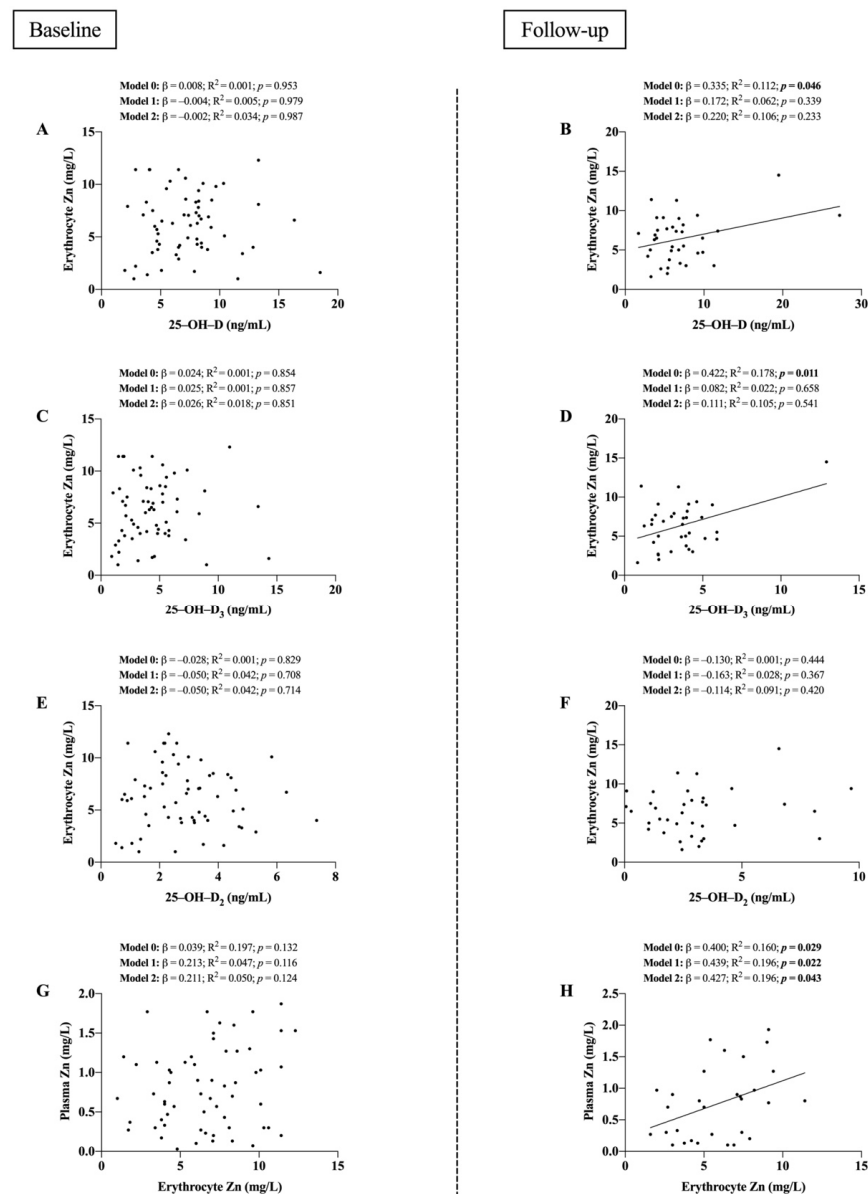 Baseline
Follow-up
Model 0: β = 0.008; R² = 0.001; p = 0.953
Model 1: β = –0.004; R² = 0.005; p = 0.979
Model 2: β = –0.002; R² = 0.034; p = 0.987
A
15
10
5
0
Erythrocyte Zn (mg/L)
0 5 10 15 20
25–OH–D (ng/mL)
Model 0: β = 0.335; R² = 0.112; p = 0.046
Model 1: β = 0.172; R² = 0.062; p = 0.339
Model 2: β = 0.220; R² = 0.106; p = 0.233
B
20
15
10
5
0
Erythrocyte Zn (mg/L)
0 10 20 30
25–OH–D (ng/mL)
Model 0: β = 0.024; R² = 0.001; p = 0.854
Model 1: β = 0.025; R² = 0.001; p = 0.857
Model 2: β = 0.026; R² = 0.018; p = 0.851
C
15
10
5
0
Erythrocyte Zn (mg/L)
0 5 10 15 20
25–OH–D₃ (ng/mL)
Model 0: β = 0.422; R² = 0.178; p = 0.011
Model 1: β = 0.082; R² = 0.022; p = 0.658
Model 2: β = 0.111; R² = 0.105; p = 0.541
D
20
15
10
5
0
Erythrocyte Zn (mg/L)
0 5 10 15
25–OH–D₃ (ng/mL)
Model 0: β = –0.028; R² = 0.001; p = 0.829
Model 1: β = –0.050; R² = 0.042; p = 0.708
Model 2: β = –0.050; R² = 0.042; p = 0.714
E
15
10
5
0
Erythrocyte Zn (mg/L)
0 2 4 6 8
25–OH–D₂ (ng/mL)
Model 0: β = –0.130; R² = 0.001; p = 0.444
Model 1: β = –0.163; R² = 0.028; p = 0.367
Model 2: β = –0.114; R² = 0.091; p = 0.420
F
20
15
10
5
0
Erythrocyte Zn (mg/L)
0 5 10
25–OH–D₂ (ng/mL)
Model 0: β = 0.039; R² = 0.197; p = 0.132
Model 1: β = 0.213; R² = 0.047; p = 0.116
Model 2: β = 0.211; R² = 0.050; p = 0.124
G
2.0
1.5
1.0
0.5
0.0
Plasma Zn (mg/L)
0 5 10 15
Erythrocyte Zn (mg/L)
Model 0: β = 0.400; R² = 0.160; p = 0.029
Model 1: β = 0.439; R² = 0.196; p = 0.022
Model 2: β = 0.427; R² = 0.196; p = 0.043
H
2.5
2.0
1.5
1.0
0.5
0.0
Plasma Zn (mg/L)
0 5 10 15
Erythrocyte Zn (mg/L)